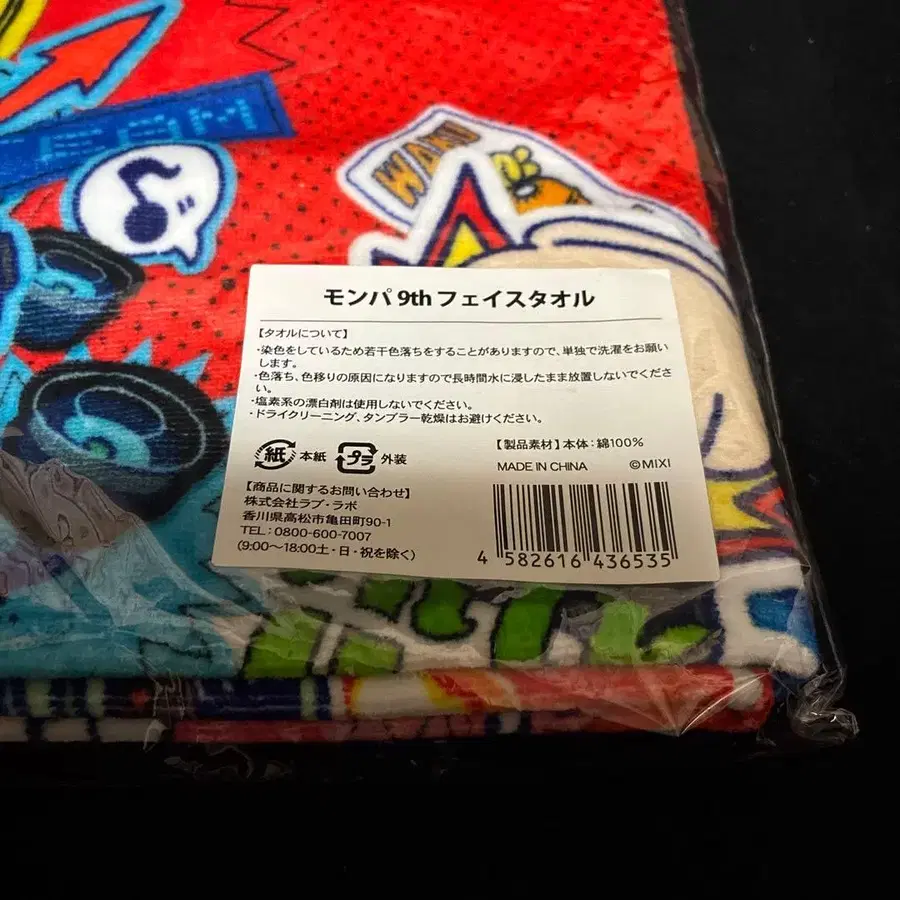 WAKU
モンパ 9th フェイスタオル
【タオルについて】
・染色をしているため若干色落ちをすることがありますので、単独で洗濯をお願い
します。
・色落ち、色移りの原因になりますので長時間水に浸したまま放置しないでくださ
い。
・塩素系の漂白剤は使用しないでください。
・ドライクリーニング、タンブラー乾燥はお避けください。
紙 本紙 プラ 外装
【製品素材】本体：綿100%
MADE IN CHINA ©MIXI
【商品に関するお問い合わせ】
株式会社ラブ・ラボ
香川県高松市亀田町90-1
TEL：0800-600-7007
(9:00～18:00土・日・祝を除く)
4 582616 436535